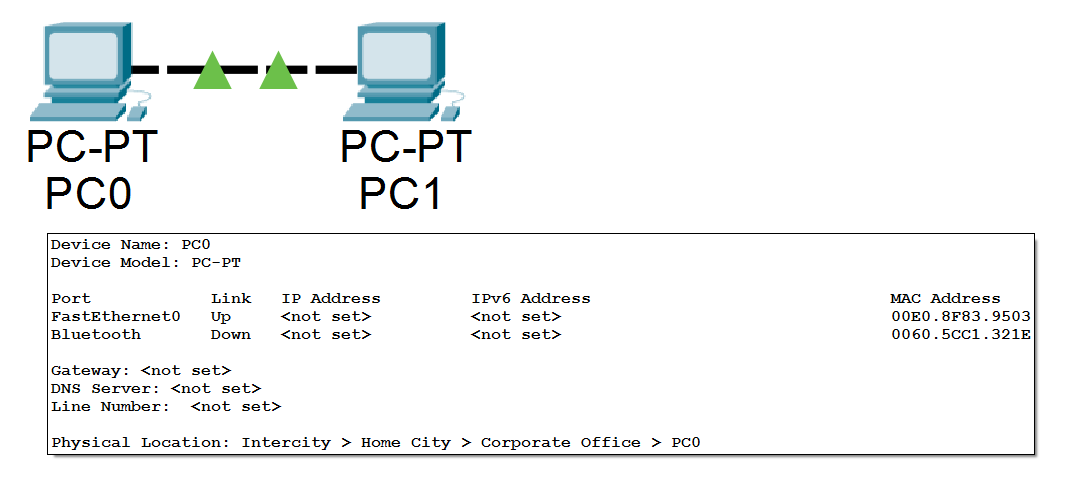 PC-PT PC-PT
PC0 PC1
Device Name: PC0
Device Model: PC-PT
Port Link IP Address IPv6 Address MAC Address
FastEthernet0 Up <not set> <not set> 00E0.8F83.9503
Bluetooth Down <not set> <not set> 0060.5CC1.321E
Gateway: <not set>
DNS Server: <not set>
Line Number: <not set>
Physical Location: Intercity > Home City > Corporate Office > PC0